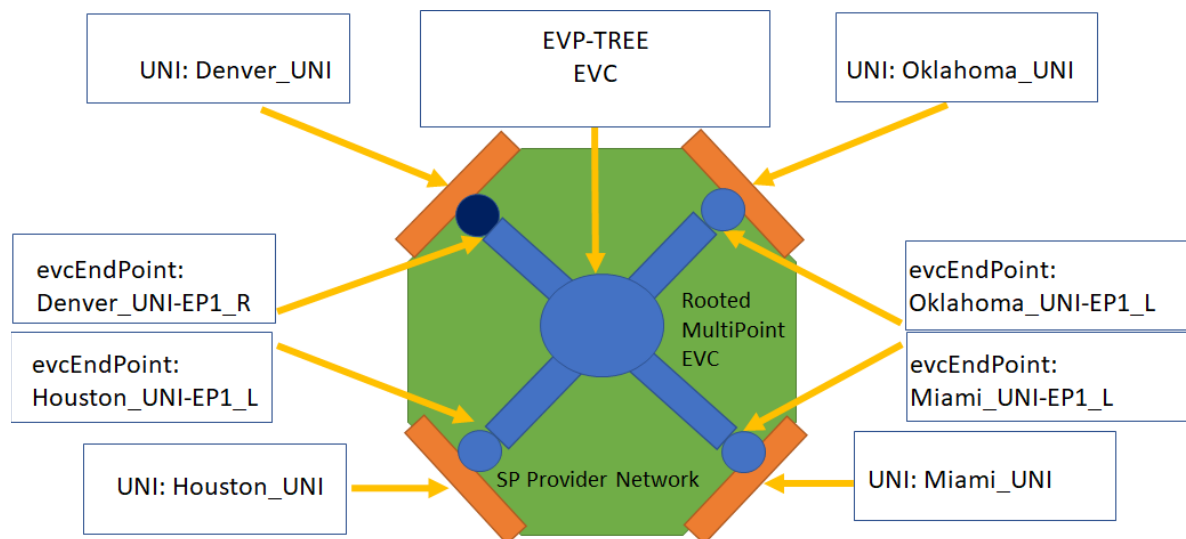 UNI: Denver_UNI
EVP-TREE
EVC
UNI: Oklahoma_UNI
evcEndPoint:
Denver_UNI-EP1_R
evcEndPoint:
Oklahoma_UNI-EP1_L
Rooted
MultiPoint
EVC
evcEndPoint:
Houston_UNI-EP1_L
evcEndPoint:
Miami_UNI-EP1_L
UNI: Houston_UNI
SP Provider Network
UNI: Miami_UNI